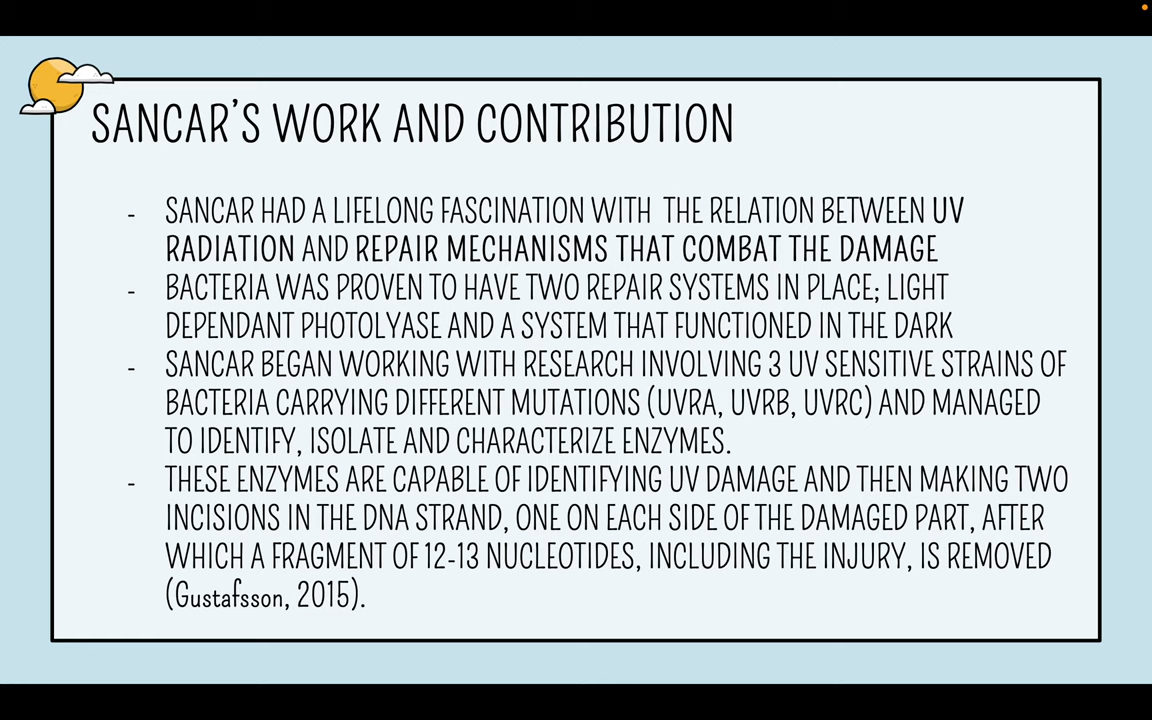 SANCAR'S WORK AND CONTRIBUTION
- SANCAR HAD A LIFELONG FASCINATION WITH THE RELATION BETWEEN UV
RADIATION AND REPAIR MECHANISMS THAT COMBAT THE DAMAGE
- BACTERIA WAS PROVEN TO HAVE TWO REPAIR SYSTEMS IN PLACE; LIGHT
DEPENDANT PHOTOLYASE AND A SYSTEM THAT FUNCTIONED IN THE DARK
- SANCAR BEGAN WORKING WITH RESEARCH INVOLVING 3 UV SENSITIVE STRAINS OF
BACTERIA CARRYING DIFFERENT MUTATIONS (UVRA, UVRB, UVRC) AND MANAGED
TO IDENTIFY, ISOLATE AND CHARACTERIZE ENZYMES.
- THESE ENZYMES ARE CAPABLE OF IDENTIFYING UV DAMAGE AND THEN MAKING TWO
INCISIONS IN THE DNA STRAND, ONE ON EACH SIDE OF THE DAMAGED PART, AFTER
WHICH A FRAGMENT OF 12-13 NUCLEOTIDES, INCLUDING THE INJURY, IS REMOVED
(Gustafsson, 2015).